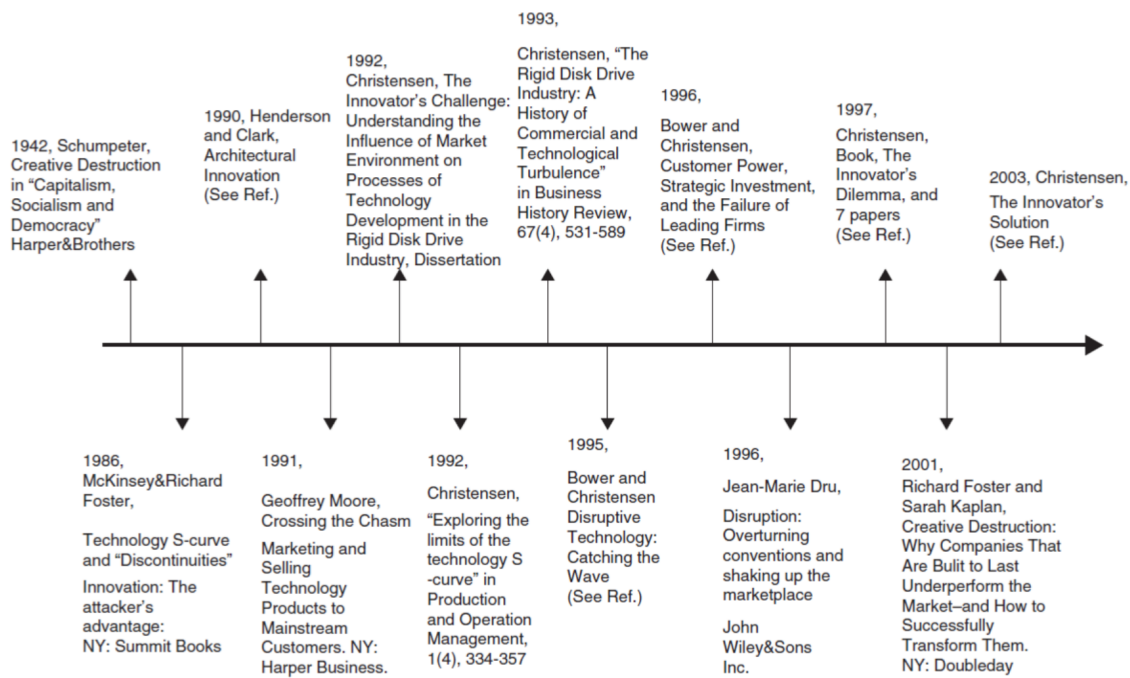 1942, Schumpeter,
Creative Destruction
in “Capitalism,
Socialism and
Democracy”
Harper&Brothers
1990, Henderson
and Clark,
Architectural
Innovation
(See Ref.)
1992,
Christensen, The
Innovator’s Challenge:
Understanding the
Influence of Market
Environment on
Processes of
Technology
Development in the
Rigid Disk Drive
Industry, Dissertation
1993,
Christensen, “The
Rigid Disk Drive
Industry: A
History of
Commercial and
Technological
Turbulence”
in Business
History Review,
67(4), 531-589
1996,
Bower and
Christensen,
Customer Power,
Strategic Investment,
and the Failure of
Leading Firms
(See Ref.)
1997,
Christensen,
Book, The
Innovator’s
Dilemma, and
7 papers
(See Ref.)
2003, Christensen,
The Innovator’s
Solution
(See Ref.)
1986,
McKinsey&Richard
Foster,
Technology S-curve
and “Discontinuities”
Innovation: The
attacker’s
advantage:
NY: Summit Books
1991,
Geoffrey Moore,
Crossing the Chasm
Marketing and
Selling
Technology
Products to
Mainstream
Customers. NY:
Harper Business.
1992,
Christensen,
“Exploring the
limits of the
technology S
-curve” in
Production
and Operation
Management,
1(4), 334-357
1995,
Bower and
Christensen
Disruptive
Technology:
Catching the
Wave
(See Ref.)
1996,
Jean-Marie Dru,
Disruption:
Overturning
conventions and
shaking up the
marketplace
John
Wiley&Sons
Inc.
2001,
Richard Foster and
Sarah Kaplan,
Creative Destruction:
Why Companies That
Are Bulit to Last
Underperform the
Market–and How to
Successfully
Transform Them.
NY: Doubleday